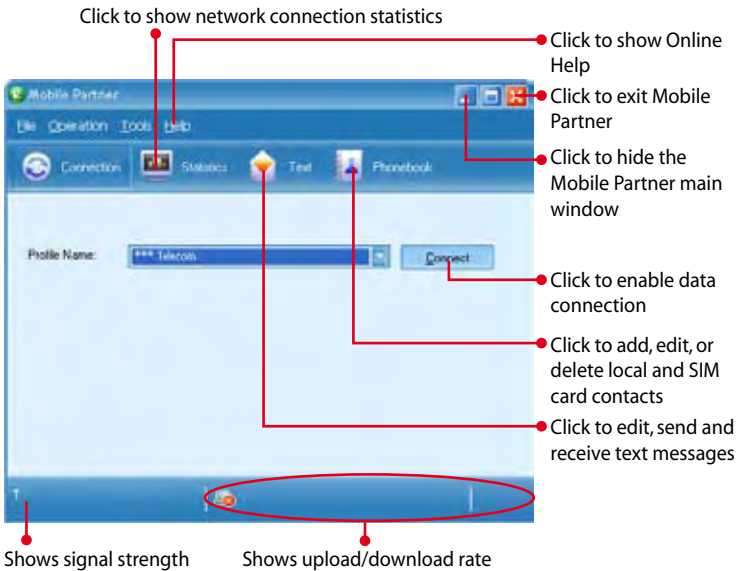 Click to show network connection statistics
Click to show Online
Help
Mobile Partner
Click to exit Mobile
Partner
File Operation Tools Help
Connection Statistics Text Phonebook
Click to hide the
Mobile Partner main
window
Profile Name: *** Telecom Connect
Click to enable data
connection
Click to add, edit, or
delete local and SIM
card contacts
Click to edit, send and
receive text messages
Shows signal strength Shows upload/download rate